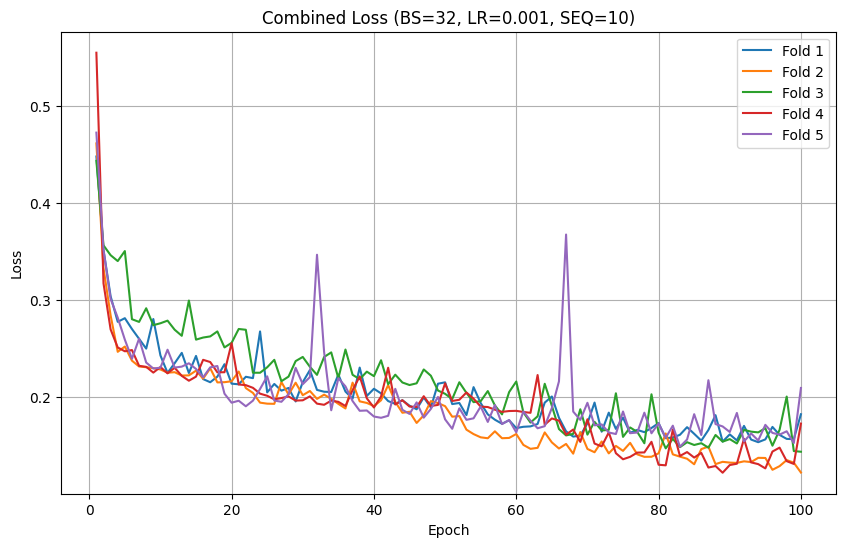 Combined Loss (BS=32, LR=0.001, SEQ=10)
Fold 1
Fold 2
Fold 3
Fold 4
Fold 5
Loss
0.5
0.4
0.3
0.2
0 20 40 60 80 100
Epoch